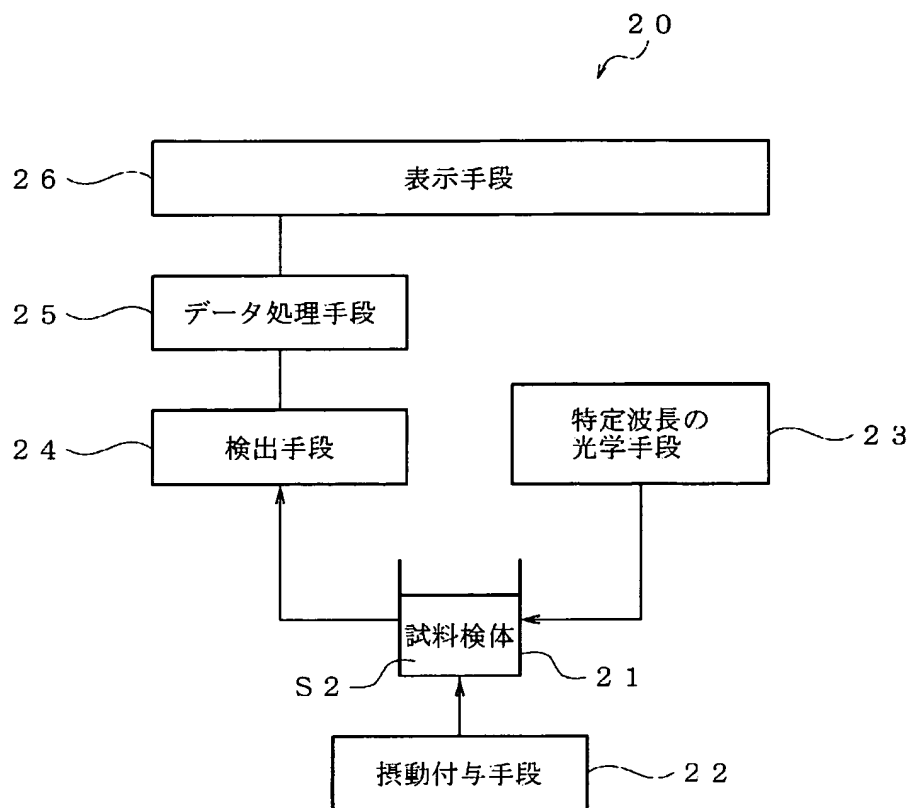 ２０
２６
表示手段
２５
データ処理手段
２４
検出手段
特定波長の
光学手段
２３
試料検体
Ｓ２
２１
摂動付与手段
２２